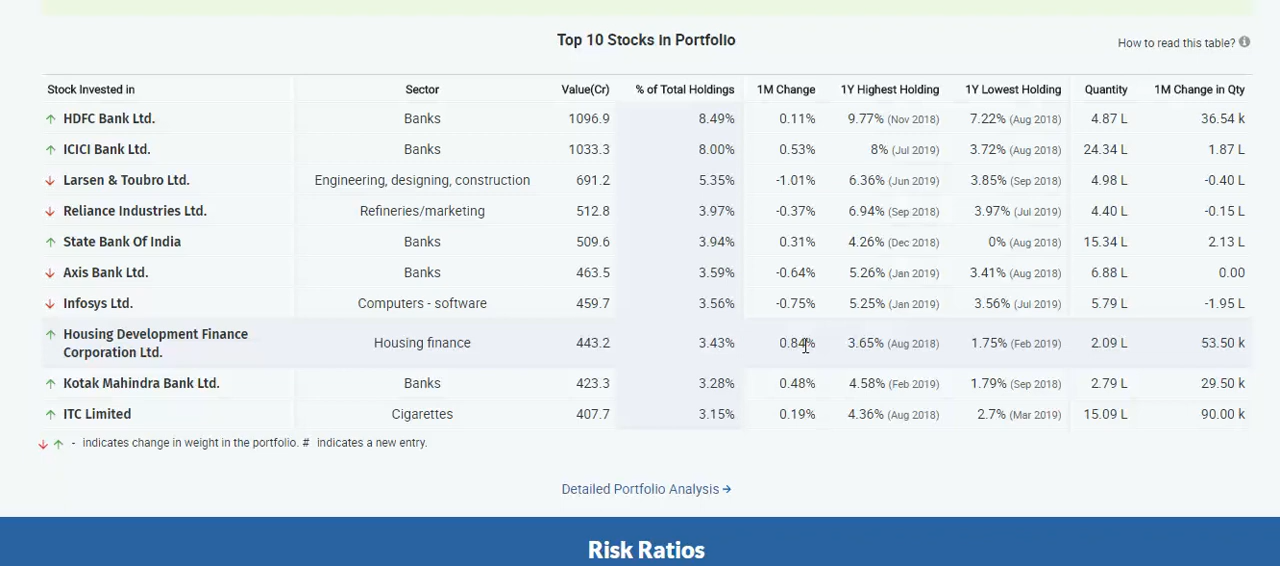 Top 10 Stocks in Portfolio
How to read this table?
Stock Invested in Sector Value(Cr) % of Total Holdings 1M Change 1Y Highest Holding 1Y Lowest Holding Quantity 1M Change in Qty
↑ HDFC Bank Ltd. Banks 1096.9 8.49% 0.11% 9.77% (Nov 2018) 7.22% (Aug 2018) 4.87 L 36.54 k
↑ ICICI Bank Ltd. Banks 1033.3 8.00% 0.53% 8% (Jul 2019) 3.72% (Aug 2018) 24.34 L 1.87 L
↓ Larsen & Toubro Ltd. Engineering, designing, construction 691.2 5.35% -1.01% 6.36% (Jun 2019) 3.85% (Sep 2018) 4.98 L -0.40 L
↓ Reliance Industries Ltd. Refineries/marketing 512.8 3.97% -0.37% 6.94% (Sep 2018) 3.97% (Jul 2019) 4.40 L -0.15 L
↑ State Bank Of India Banks 509.6 3.94% 0.31% 4.26% (Dec 2018) 0% (Aug 2018) 15.34 L 2.13 L
↓ Axis Bank Ltd. Banks 463.5 3.59% -0.64% 5.26% (Jan 2019) 3.41% (Aug 2018) 6.88 L 0.00
↓ Infosys Ltd. Computers - software 459.7 3.56% -0.75% 5.25% (Jan 2019) 3.56% (Jul 2019) 5.79 L -1.95 L
↑ Housing Development Finance
Corporation Ltd. Housing finance 443.2 3.43% 0.84% 3.65% (Aug 2018) 1.75% (Feb 2019) 2.09 L 53.50 k
↑ Kotak Mahindra Bank Ltd. Banks 423.3 3.28% 0.48% 4.58% (Feb 2019) 1.79% (Sep 2018) 2.79 L 29.50 k
↑ ITC Limited Cigarettes 407.7 3.15% 0.19% 4.36% (Aug 2018) 2.7% (Mar 2019) 15.09 L 90.00 k
↓ ↑ - indicates change in weight in the portfolio. # indicates a new entry.
Detailed Portfolio Analysis →
Risk Ratios